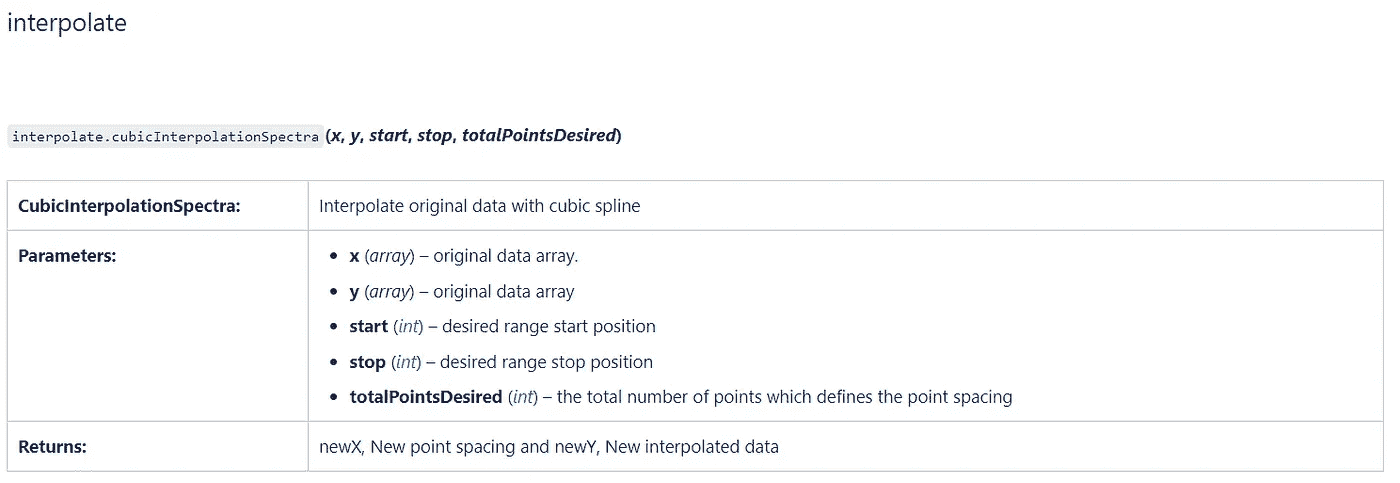 interpolate
interpolate.cubicInterpolationSpectra(x, y, start, stop, totalPointsDesired)
CubicInterpolationSpectra: Interpolate original data with cubic spline
Parameters:
• x (array) – original data array.
• y (array) – original data array
• start (int) – desired range start position
• stop (int) – desired range stop position
• totalPointsDesired (int) – the total number of points which defines the point spacing
Returns: newX, New point spacing and newY, New interpolated data